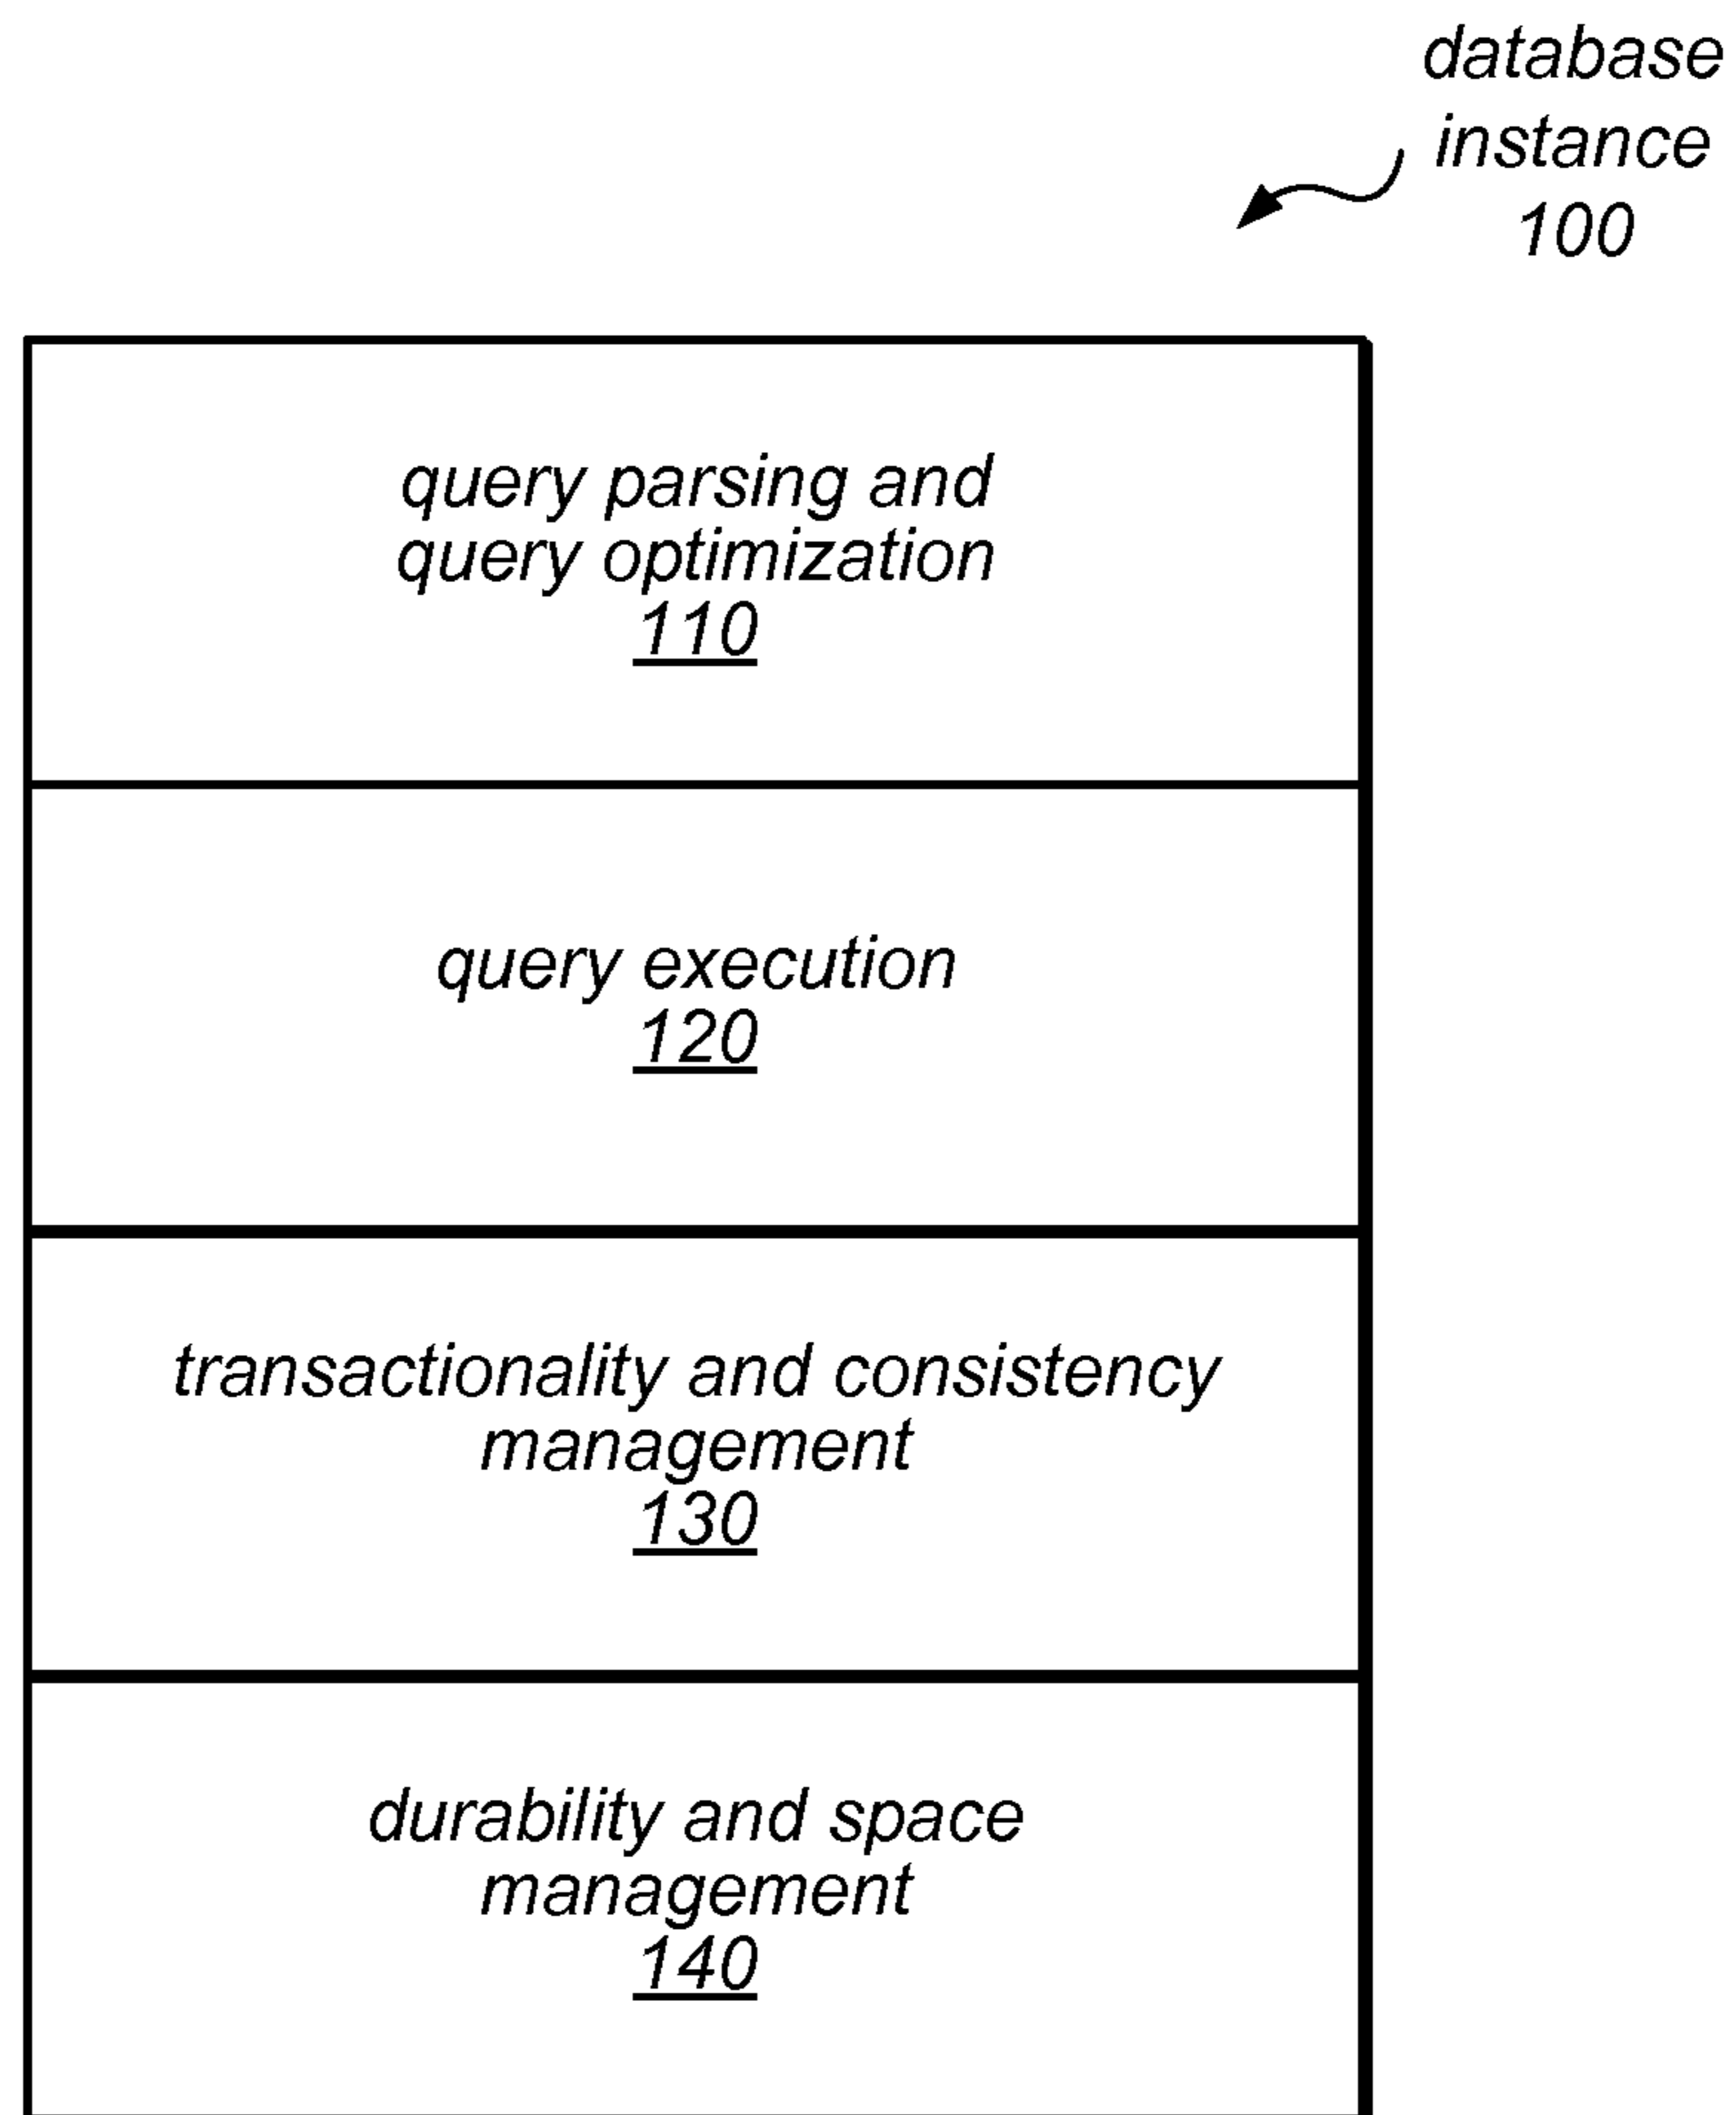 database
instance
100
query parsing and
query optimization
110
query execution
120
transactionality and consistency
management
130
durability and space
management
140